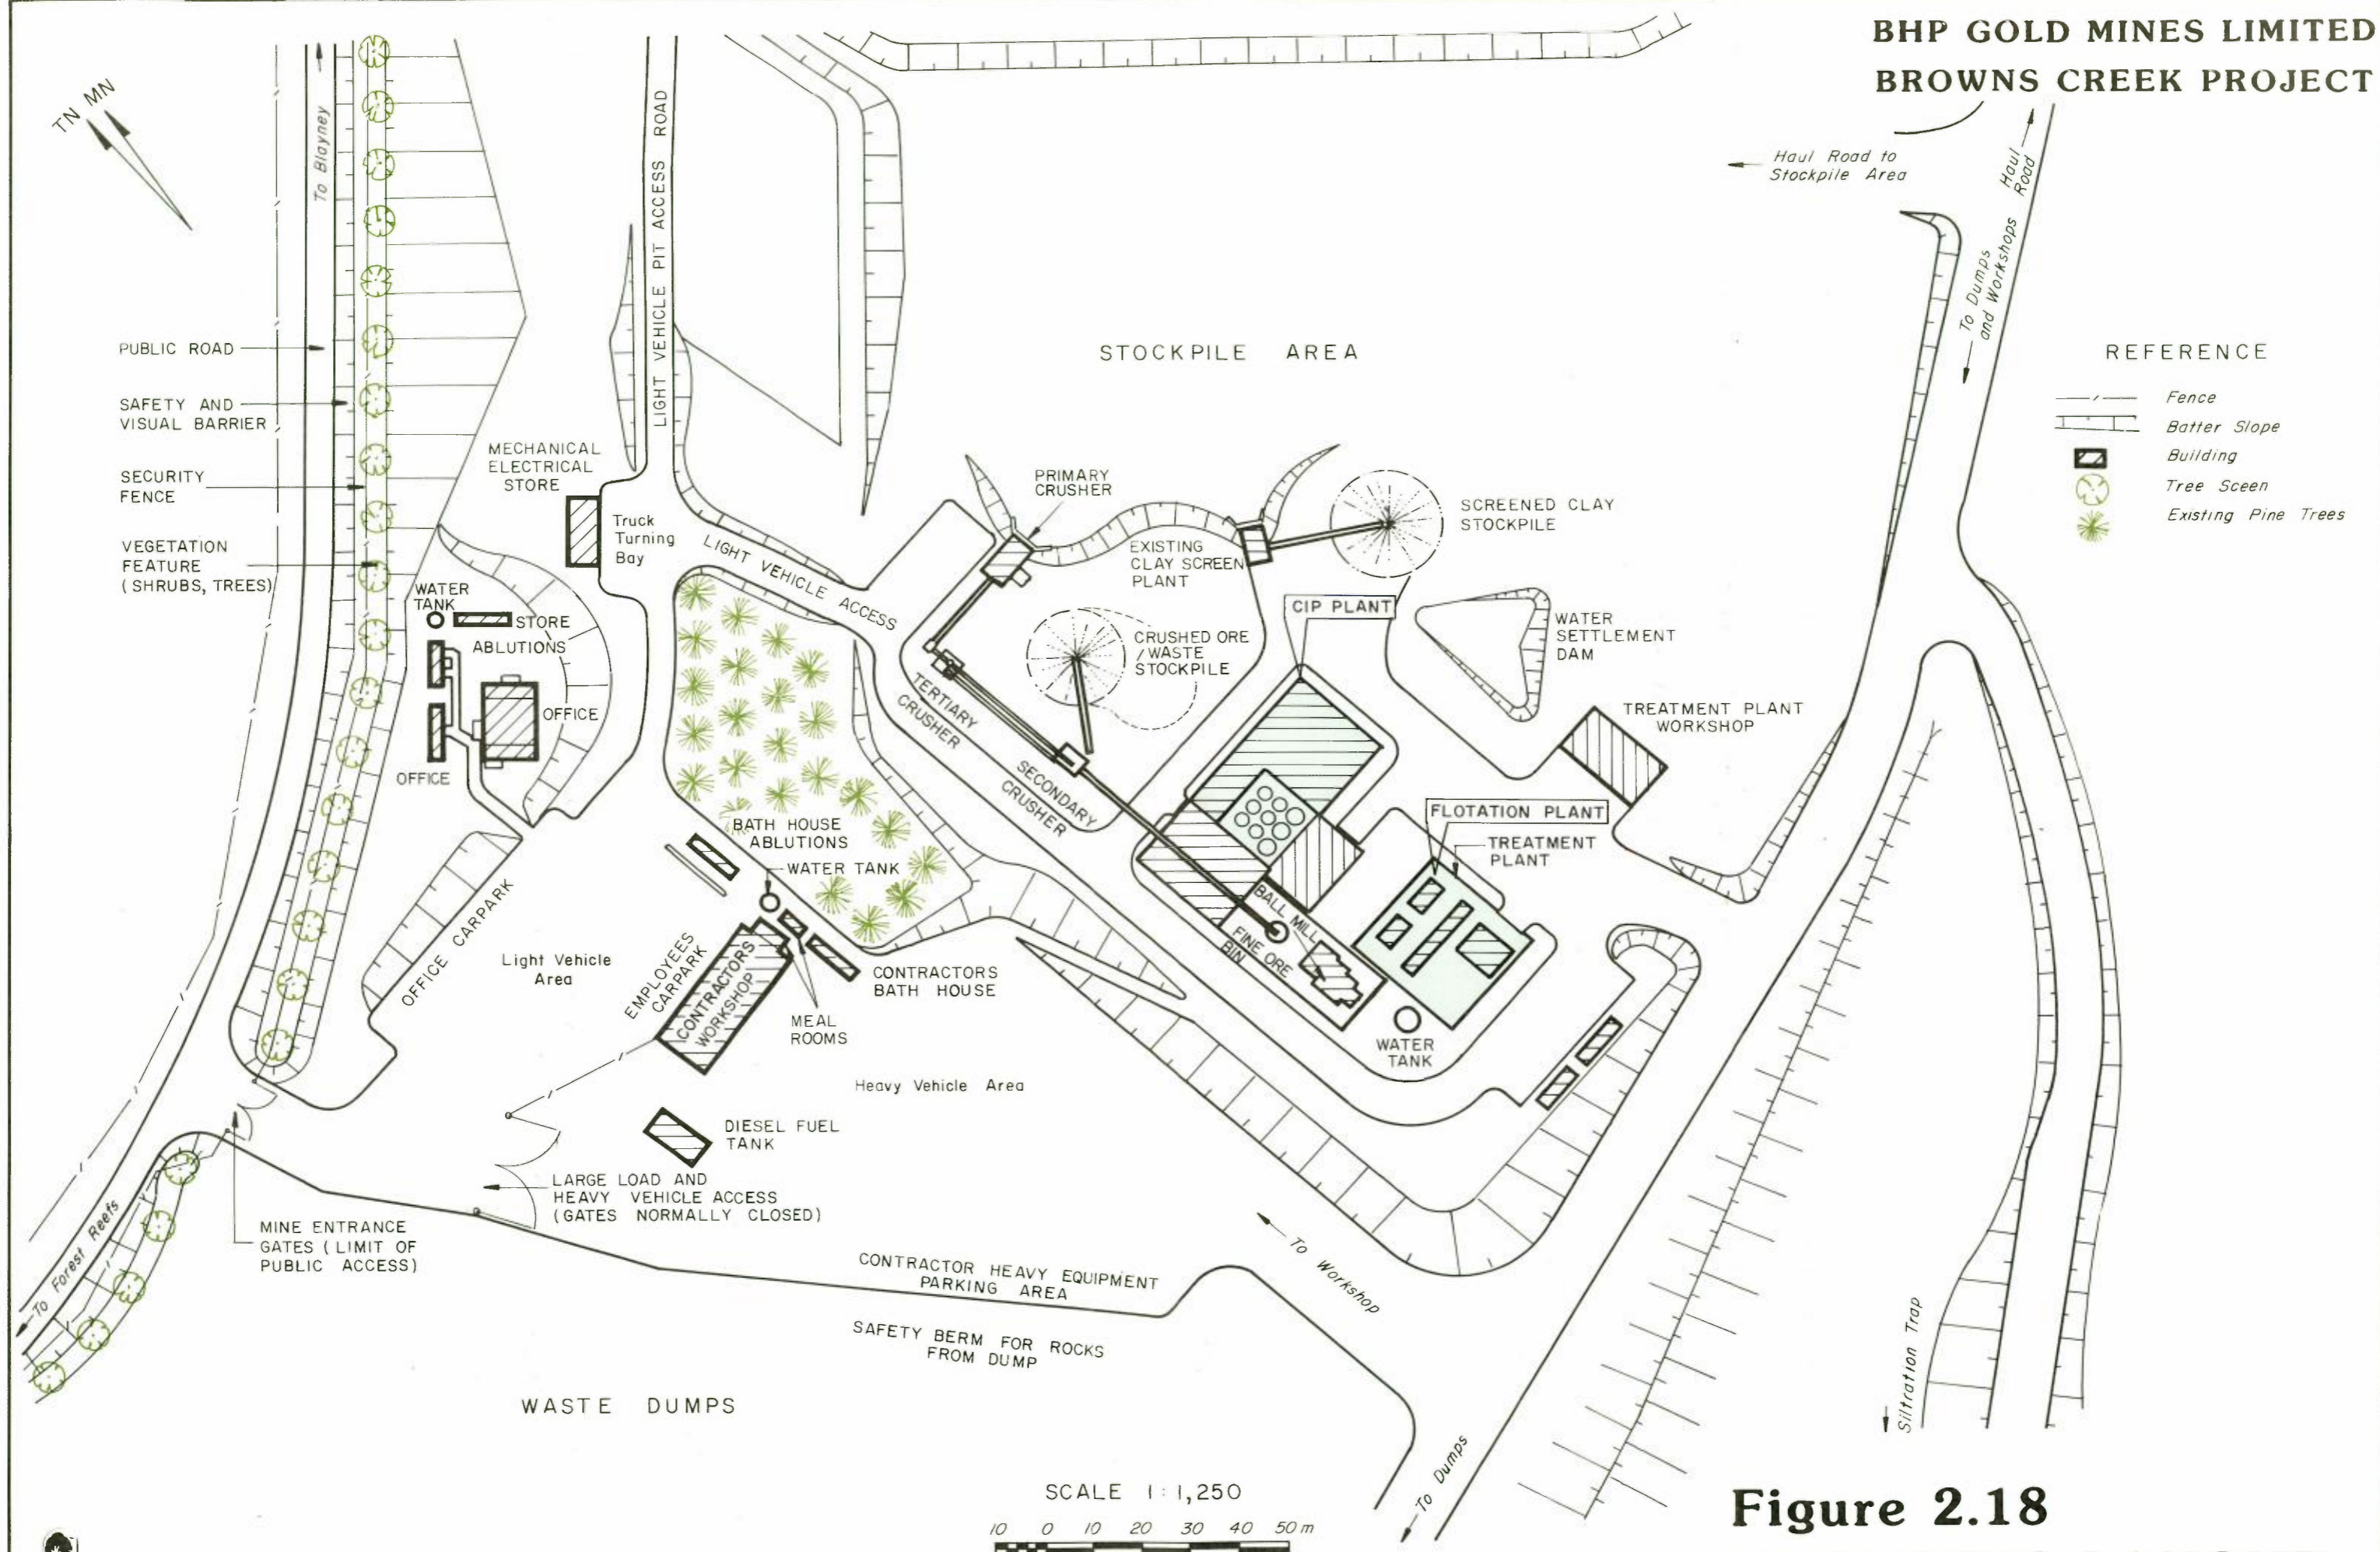 BHP GOLD MINES LIMITED
BROWNS CREEK PROJECT
TN MN
To Blayney
LIGHT VEHICLE PIT ACCESS ROAD
Haul Road to
Stockpile Area
Haul
Road
To Dumps
and Workshops
PUBLIC ROAD
SAFETY AND
VISUAL BARRIER
SECURITY
FENCE
VEGETATION
FEATURE
(SHRUBS, TREES)
STOCKPILE AREA
REFERENCE
Fence
Batter Slope
Building
Tree Sceen
Existing Pine Trees
MECHANICAL
ELECTRICAL
STORE
Truck
Turning
Bay
LIGHT VEHICLE ACCESS
PRIMARY
CRUSHER
EXISTING
CLAY SCREEN
PLANT
SCREENED CLAY
STOCKPILE
WATER
TANK
STORE
ABLUTIONS
OFFICE
OFFICE
CRUSHED ORE
/WASTE
STOCKPILE
CIP PLANT
WATER
SETTLEMENT
DAM
TREATMENT PLANT
WORKSHOP
TERTIARY
CRUSHER
SECONDARY
CRUSHER
FLOTATION PLANT
TREATMENT
PLANT
BATH HOUSE
ABLUTIONS
WATER TANK
BALL MILL
FINE ORE
BIN
OFFICE CARPARK
Light Vehicle
Area
EMPLOYEES
CARPARK
CONTRACTORS
WORKSHOP
CONTRACTORS
BATH HOUSE
MEAL
ROOMS
WATER
TANK
Heavy Vehicle Area
DIESEL FUEL
TANK
LARGE LOAD AND
HEAVY VEHICLE ACCESS
(GATES NORMALLY CLOSED)
MINE ENTRANCE
GATES (LIMIT OF
PUBLIC ACCESS)
To Forest Reefs
CONTRACTOR HEAVY EQUIPMENT
PARKING AREA
To Workshop
SAFETY BERM FOR ROCKS
FROM DUMP
WASTE DUMPS
To Dumps
Siltration Trap
SCALE 1:1,250
10 0 10 20 30 40 50 m
Figure 2.18